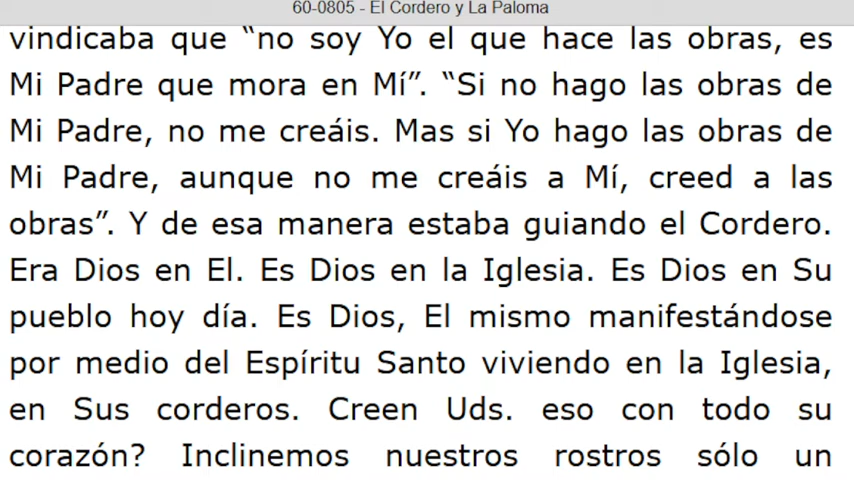 60-0805 - El Cordero y La Paloma
vindicaba que “no soy Yo el que hace las obras, es
Mi Padre que mora en Mí”. “Si no hago las obras de
Mi Padre, no me creáis. Mas si Yo hago las obras de
Mi Padre, aunque no me creáis a Mí, creed a las
obras”. Y de esa manera estaba guiando el Cordero.
Era Dios en El. Es Dios en la Iglesia. Es Dios en Su
pueblo hoy día. Es Dios, El mismo manifestándose
por medio del Espíritu Santo viviendo en la Iglesia,
en Sus corderos. Creen Uds. eso con todo su
corazón? Inclinemos nuestros rostros sólo un